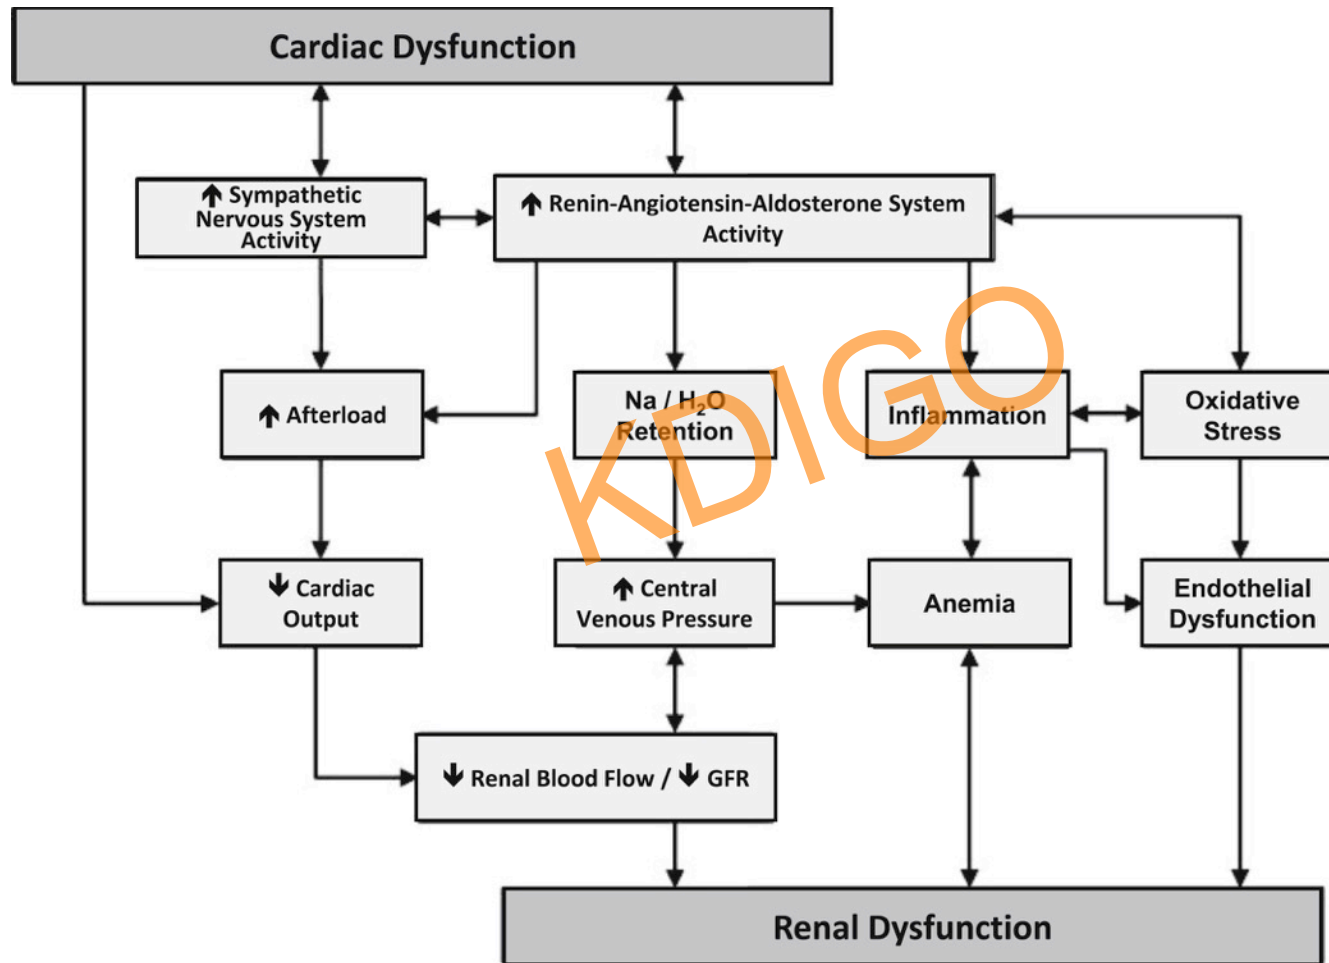 Cardiac Dysfunction
↑ Sympathetic
Nervous System
Activity
↑ Renin-Angiotensin-Aldosterone System
Activity
↑ Afterload
Na / H₂O
Retention
Inflammation
Oxidative
Stress
KDIGO
↓ Cardiac
Output
↑ Central
Venous Pressure
Anemia
Endothelial
Dysfunction
↓ Renal Blood Flow / ↓ GFR
Renal Dysfunction